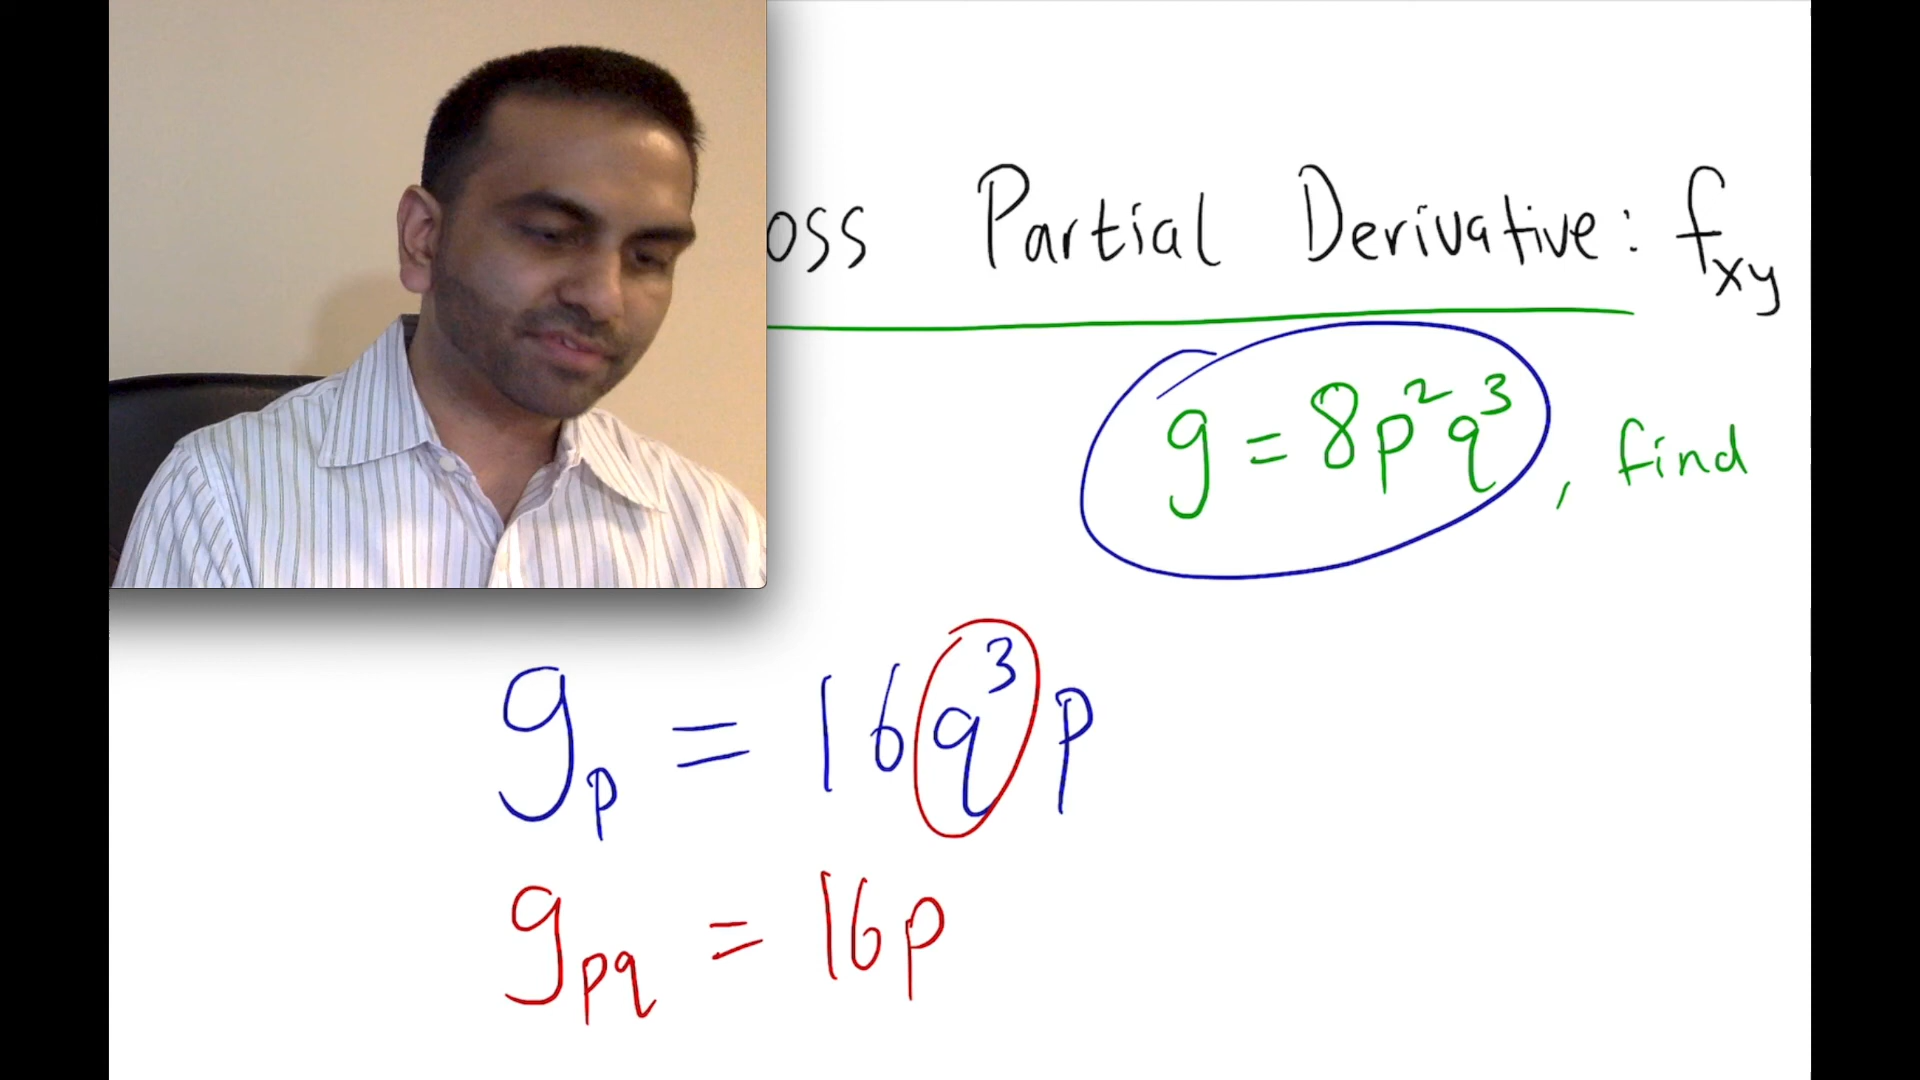 oss Partial Derivative: fxy
g = 8p²q³, find
gp = 16q³p
gpq = 16p